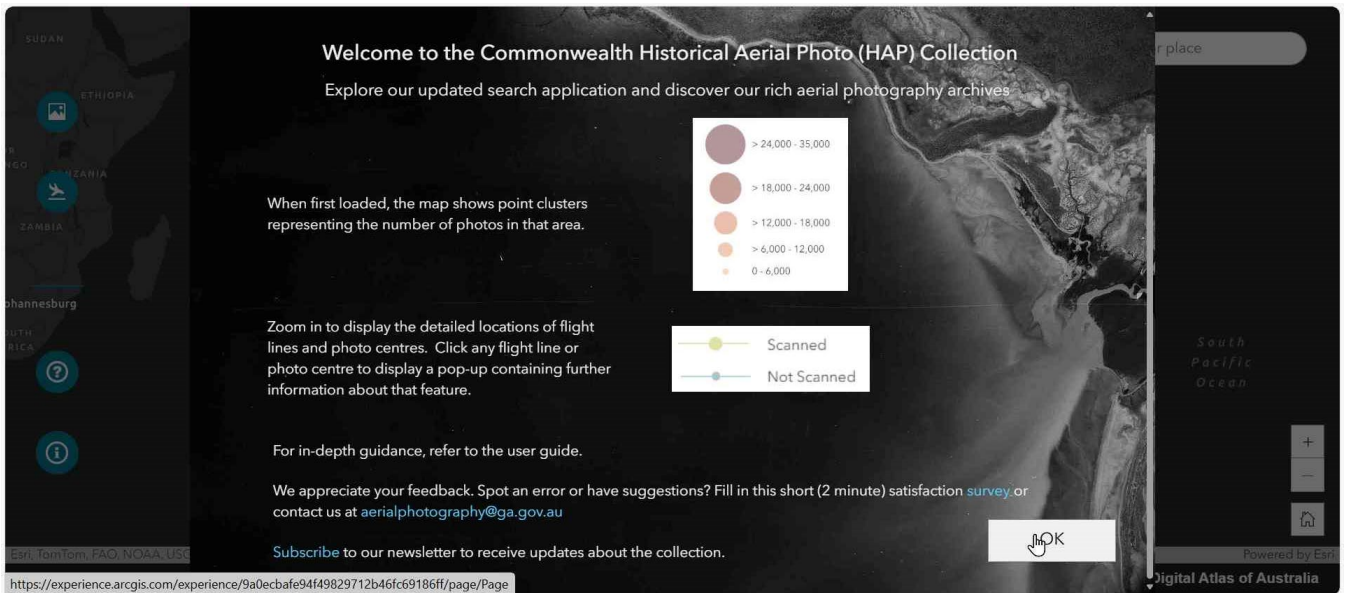 SUDAN
r place
Welcome to the Commonwealth Historical Aerial Photo (HAP) Collection
Explore our updated search application and discover our rich aerial photography archives
ETHIOPIA
> 24,000 - 35,000
> 18,000 - 24,000
> 12,000 - 18,000
> 6,000 - 12,000
0 - 6,000
NGO
NZANIA
ZAMBIA
When first loaded, the map shows point clusters
representing the number of photos in that area.
ohannesburg
UTH
RICA
Zoom in to display the detailed locations of flight
lines and photo centres. Click any flight line or
photo centre to display a pop-up containing further
information about that feature.
Scanned
Not Scanned
South
Pacific
Ocean
For in-depth guidance, refer to the user guide.
We appreciate your feedback. Spot an error or have suggestions? Fill in this short (2 minute) satisfaction survey or
contact us at aerialphotography@ga.gov.au
OK
Subscribe to our newsletter to receive updates about the collection.
Esri, TomTom, FAO, NOAA, USG
Powered by Esri
https://experience.arcgis.com/experience/9a0ecbafe94f49829712b46fc69186ff/page/Page
Digital Atlas of Australia